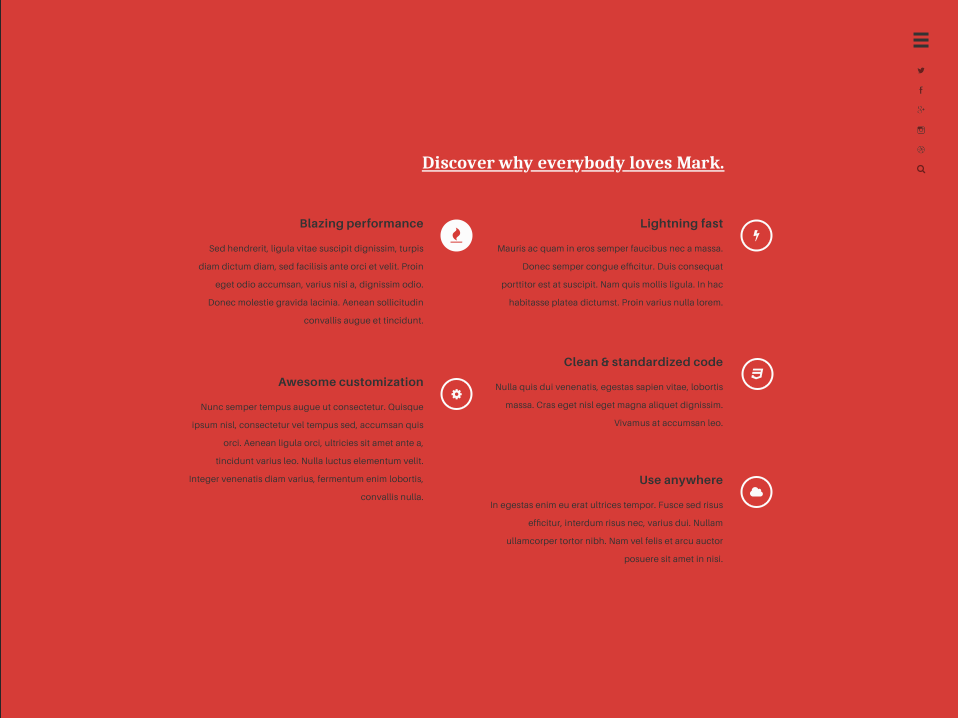 Discover why everybody loves Mark.
Blazing performance
Sed hendrerit, ligula vitae suscipit dignissim, turpis
diam dictum diam, sed facilisis ante orci et velit. Proin
eget odio accumsan, varius nisi a, dignissim odio.
Donec molestie gravida lacinia. Aenean sollicitudin
convallis augue et tincidunt.
Awesome customization
Nunc semper tempus augue ut consectetur. Quisque
ipsum nisl, consectetur vel tempus sed, accumsan quis
orci. Aenean ligula orci, ultricies sit amet ante a,
tincidunt varius leo. Nulla luctus elementum velit.
Integer venenatis diam varius, fermentum enim lobortis,
convallis nulla.
Lightning fast
Mauris ac quam in eros semper faucibus nec a massa.
Donec semper congue efficitur. Duis consequat
porttitor est at suscipit. Nam quis mollis ligula. In hac
habitasse platea dictumst. Proin varius nulla lorem.
Clean & standardized code
Nulla quis dui venenatis, egestas sapien vitae, lobortis
massa. Cras eget nisl eget magna aliquet dignissim.
Vivamus at accumsan leo.
Use anywhere
In egestas enim eu erat ultrices tempor. Fusce sed risus
efficitur, interdum risus nec, varius dui. Nullam
ullamcorper tortor nibh. Nam vel felis et arcu auctor
posuere sit amet in nisi.